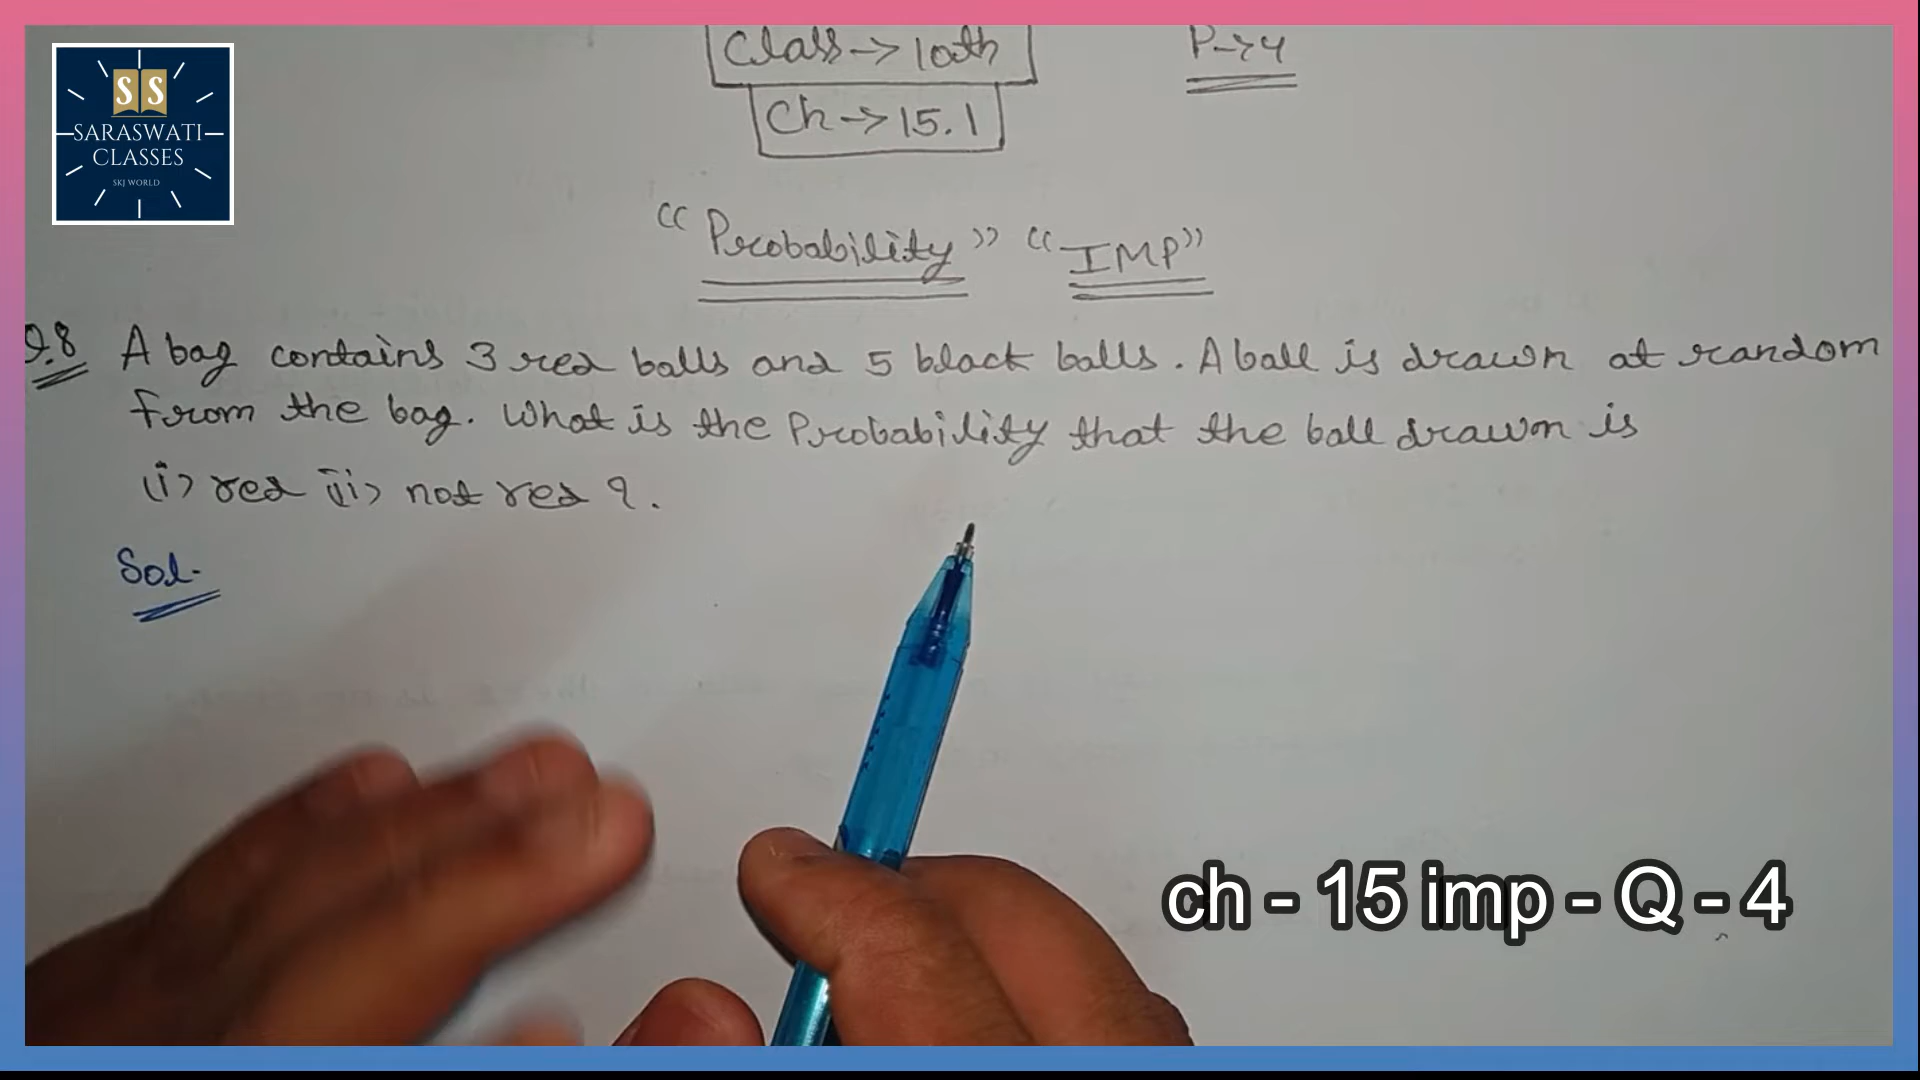 SS
SARASWATI
CLASSES
SKJ WORLD
Class -> 10th
P->4
Ch -> 15.1
"Probability" "IMP"
Q.8 A bag contains 3 red balls and 5 black balls. A ball is drawn at random
from the bag. What is the Probability that the ball drawn is
(i) red (ii) not red ?.
Sol.
ch - 15 imp - Q - 4